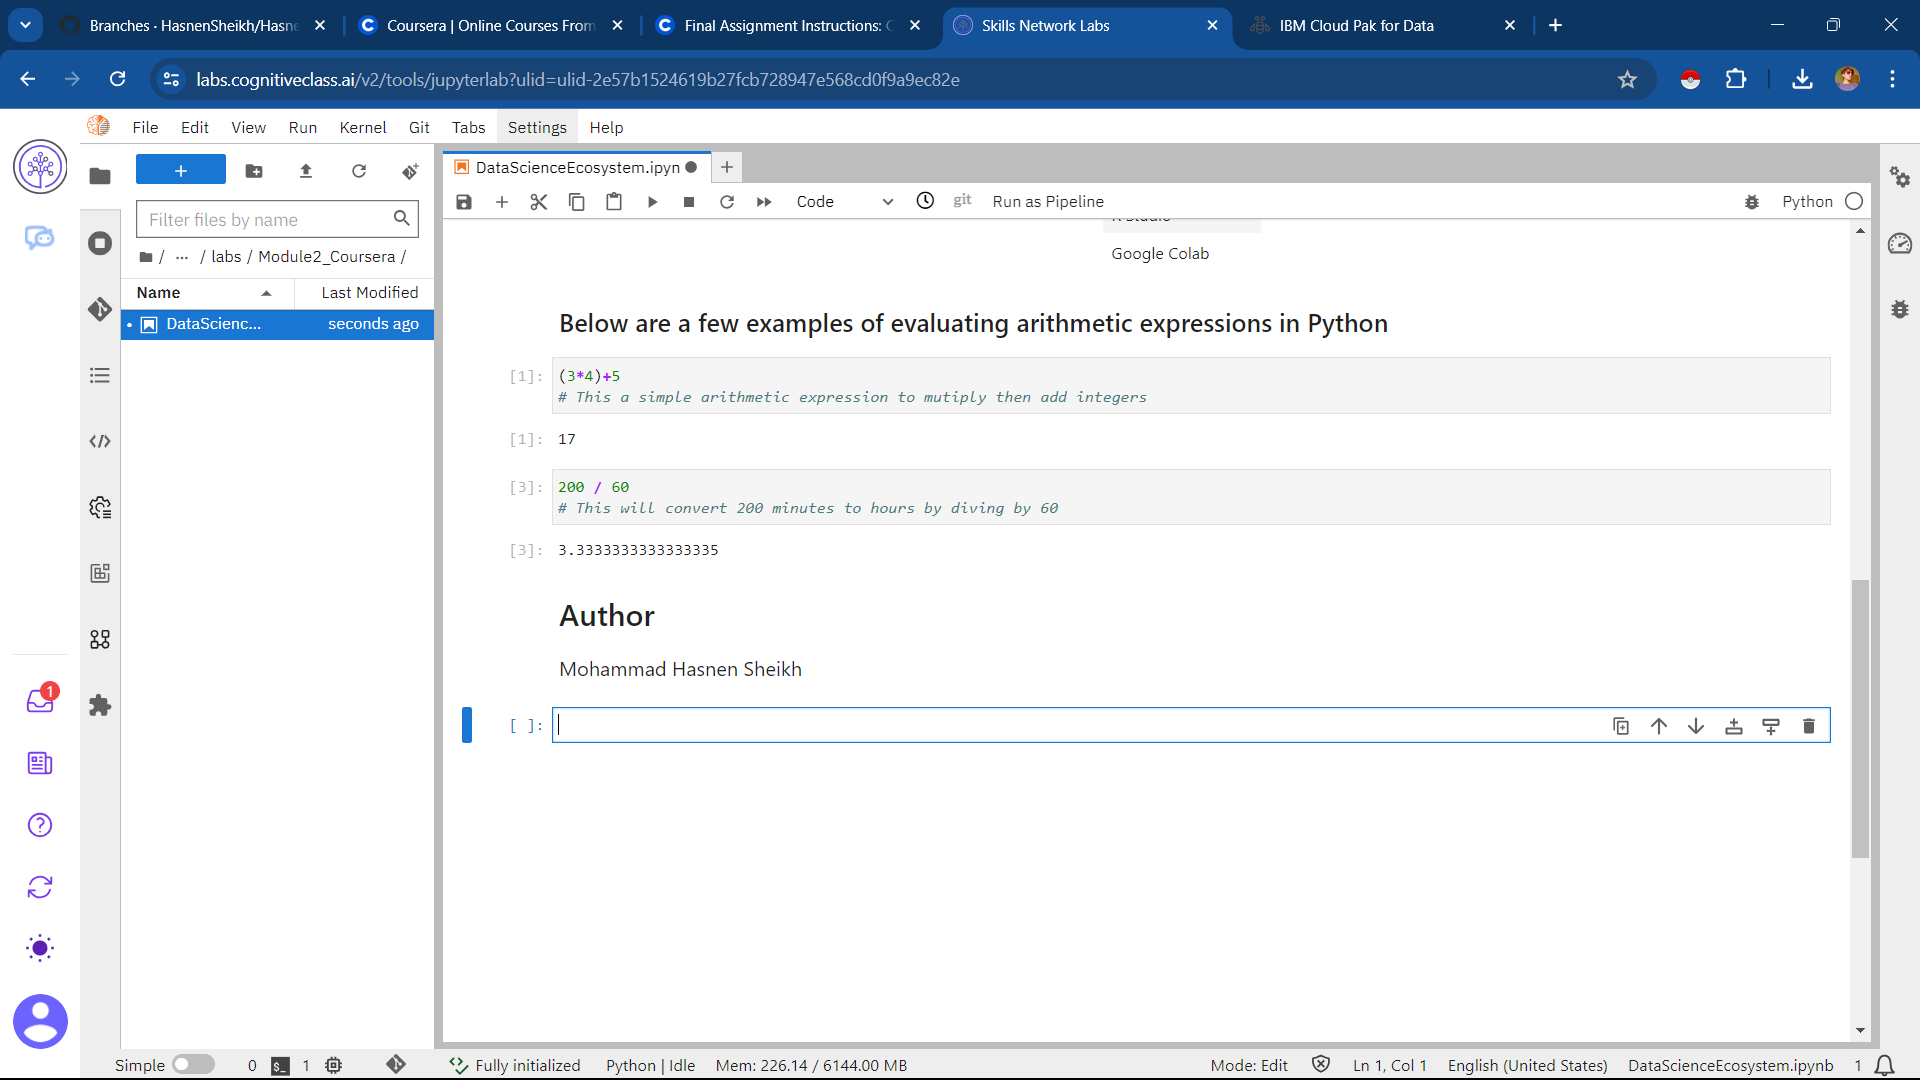 Branches · HasnenSheikh/Hasne
Coursera | Online Courses From
Final Assignment Instructions: C
Skills Network Labs
IBM Cloud Pak for Data
labs.cognitiveclass.ai/v2/tools/jupyterlab?ulid=ulid-2e57b1524619b27fcb728947e568cd0f9a9ec82e
File Edit View Run Kernel Git Tabs Settings Help
DataScienceEcosystem.ipyn
Filter files by name
Code
git
Run as Pipeline
Python
/ ... / labs / Module2_Coursera /
Name Last Modified
DataScienc... seconds ago
Google Colab
Below are a few examples of evaluating arithmetic expressions in Python
[1]: (3*4)+5
# This a simple arithmetic expression to mutiply then add integers
[1]: 17
[3]: 200 / 60
# This will convert 200 minutes to hours by diving by 60
[3]: 3.3333333333333335
Author
Mohammad Hasnen Sheikh
[ ]:
1
Simple 0 $_ 1 Fully initialized Python | Idle Mem: 226.14 / 6144.00 MB Mode: Edit Ln 1, Col 1 English (United States) DataScienceEcosystem.ipynb 1